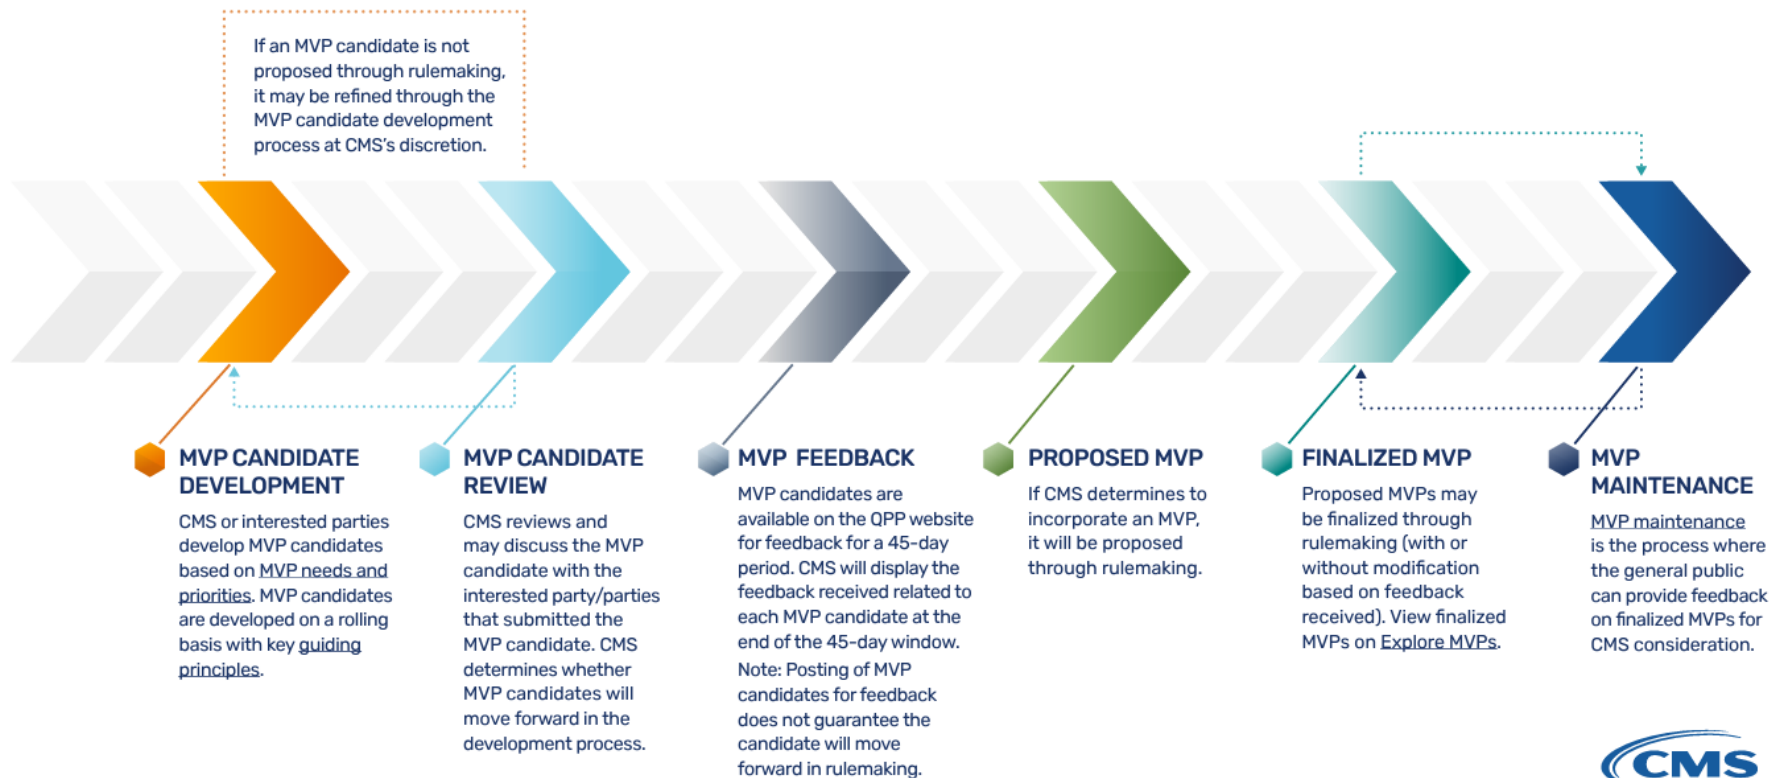 If an MVP candidate is not
proposed through rulemaking,
it may be refined through the
MVP candidate development
process at CMS's discretion.
MVP CANDIDATE
DEVELOPMENT
CMS or interested parties
develop MVP candidates
based on MVP needs and
priorities. MVP candidates
are developed on a rolling
basis with key guiding
principles.
MVP CANDIDATE
REVIEW
CMS reviews and
may discuss the MVP
candidate with the
interested party/parties
that submitted the
MVP candidate. CMS
determines whether
MVP candidates will
move forward in the
development process.
MVP FEEDBACK
MVP candidates are
available on the QPP website
for feedback for a 45-day
period. CMS will display the
feedback received related to
each MVP candidate at the
end of the 45-day window.
Note: Posting of MVP
candidates for feedback
does not guarantee the
candidate will move
forward in rulemaking.
PROPOSED MVP
If CMS determines to
incorporate an MVP,
it will be proposed
through rulemaking.
FINALIZED MVP
Proposed MVPs may
be finalized through
rulemaking (with or
without modification
based on feedback
received). View finalized
MVPs on Explore MVPs.
MVP
MAINTENANCE
MVP maintenance
is the process where
the general public
can provide feedback
on finalized MVPs for
CMS consideration.
CMS